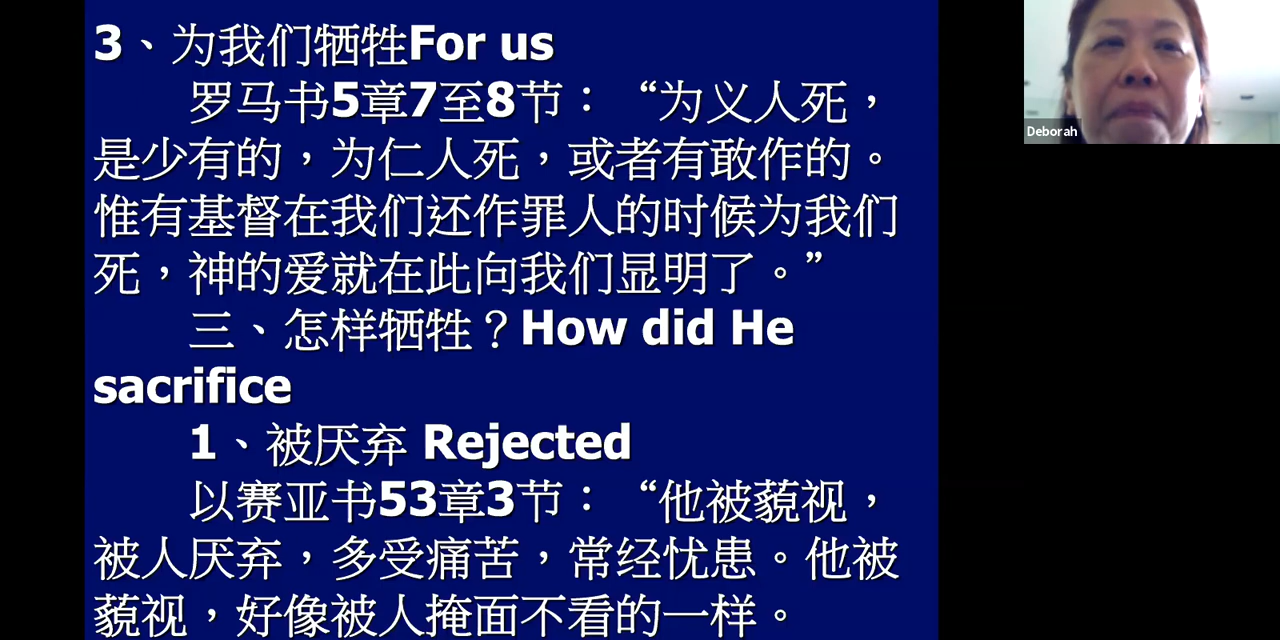 3、为我们牺牲For us
罗马书5章7至8节：“为义人死，
是少有的，为仁人死，或者有敢作的。
惟有基督在我们还作罪人的时候为我们
死，神的爱就在此向我们显明了。”
三、怎样牺牲？How did He
sacrifice
1、被厌弃 Rejected
以赛亚书53章3节：“他被藐视，
被人厌弃，多受痛苦，常经忧患。他被
藐视，好像被人掩面不看的一样。
Deborah